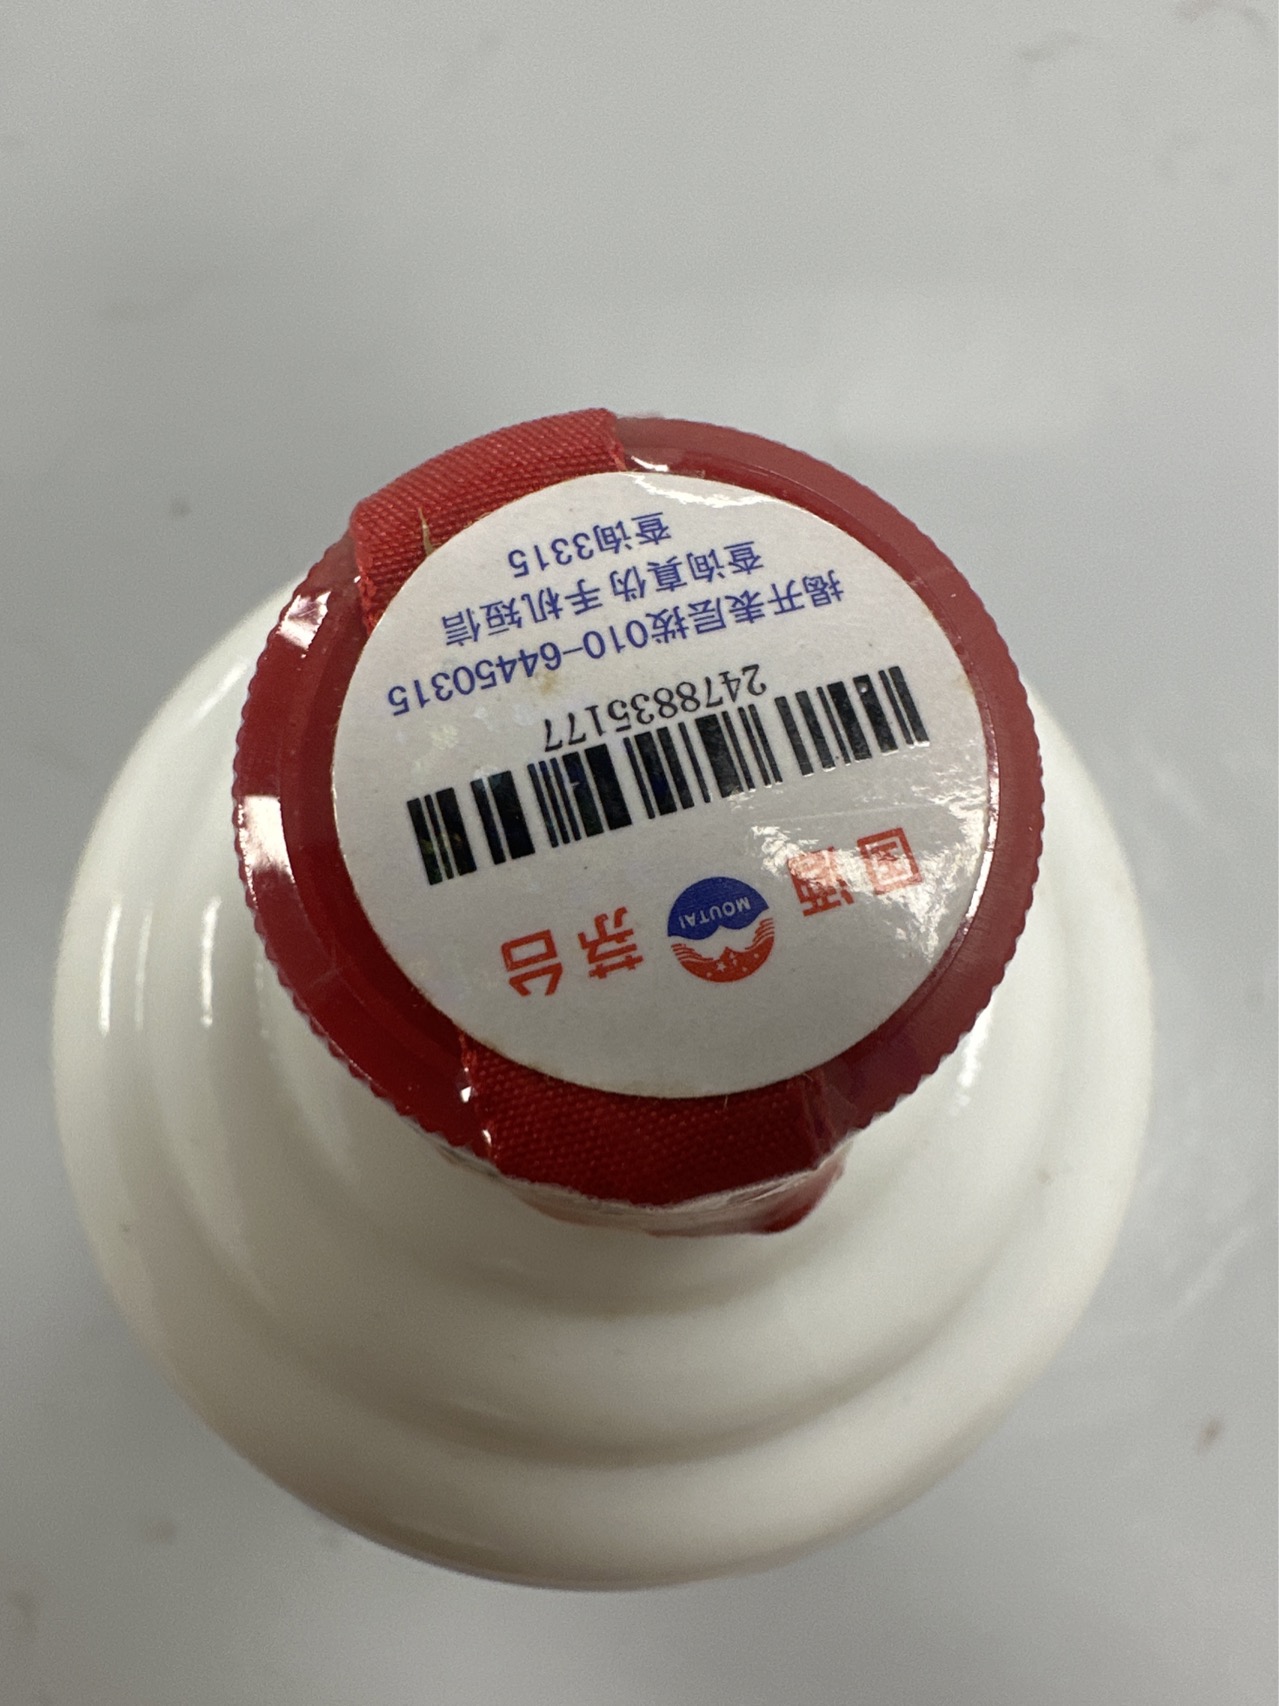 国酒 MOUTAI 茅台
2478835177
揭开表层拨010-64450315
查询真伪 手机短信
查询3315